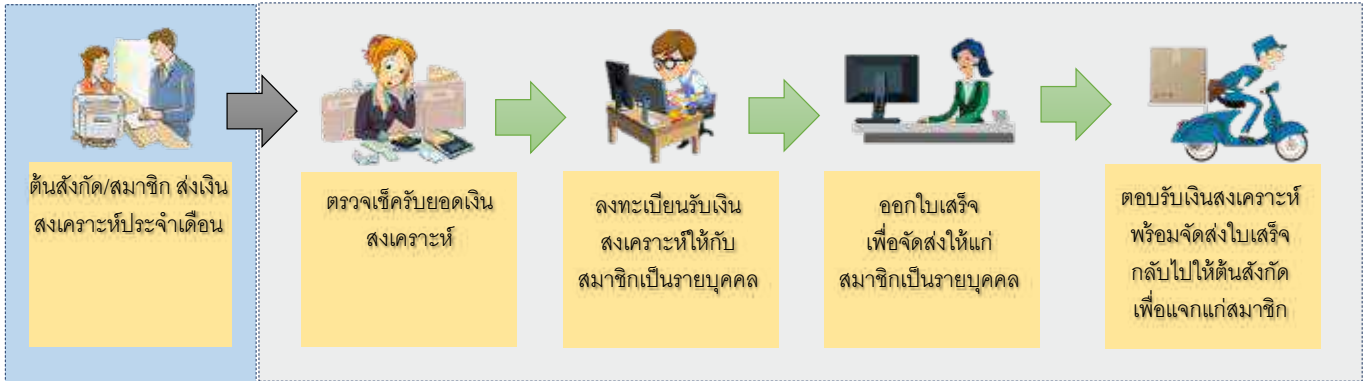 ต้นสังกัด/สมาชิก ส่งเงิน
สงเคราะห์ประจำเดือน
ตรวจเช็ครับยอดเงิน
สงเคราะห์
ลงทะเบียนรับเงิน
สงเคราะห์ให้กับ
สมาชิกเป็นรายบุคคล
ออกใบเสร็จ
เพื่อจัดส่งให้แก่
สมาชิกเป็นรายบุคคล
ตอบรับเงินสงเคราะห์
พร้อมจัดส่งใบเสร็จ
กลับไปให้ต้นสังกัด
เพื่อแจกแก่สมาชิก